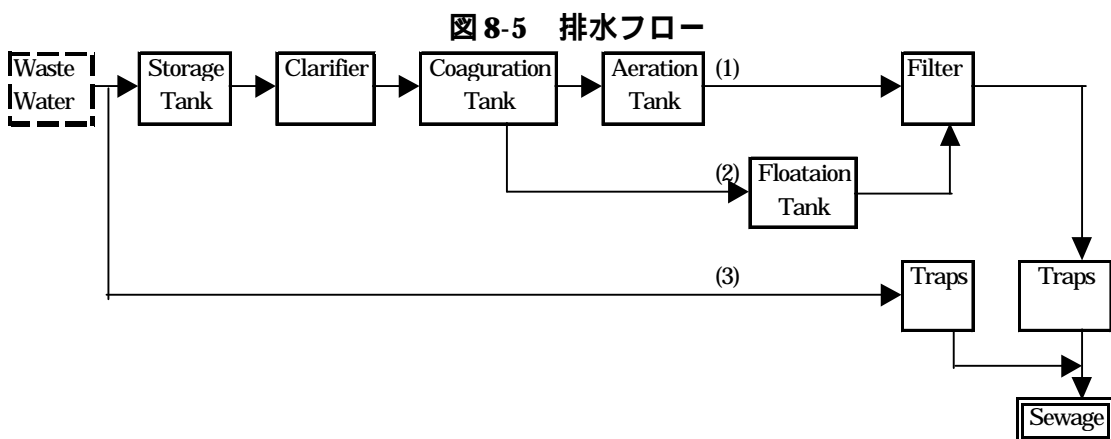 図 8-5 排水フロー
Waste
Water
Storage
Tank
Clarifier
Coaguration
Tank
Aeration
Tank
(1)
Filter
(2)
Floataion
Tank
(3)
Traps
Traps
Sewage